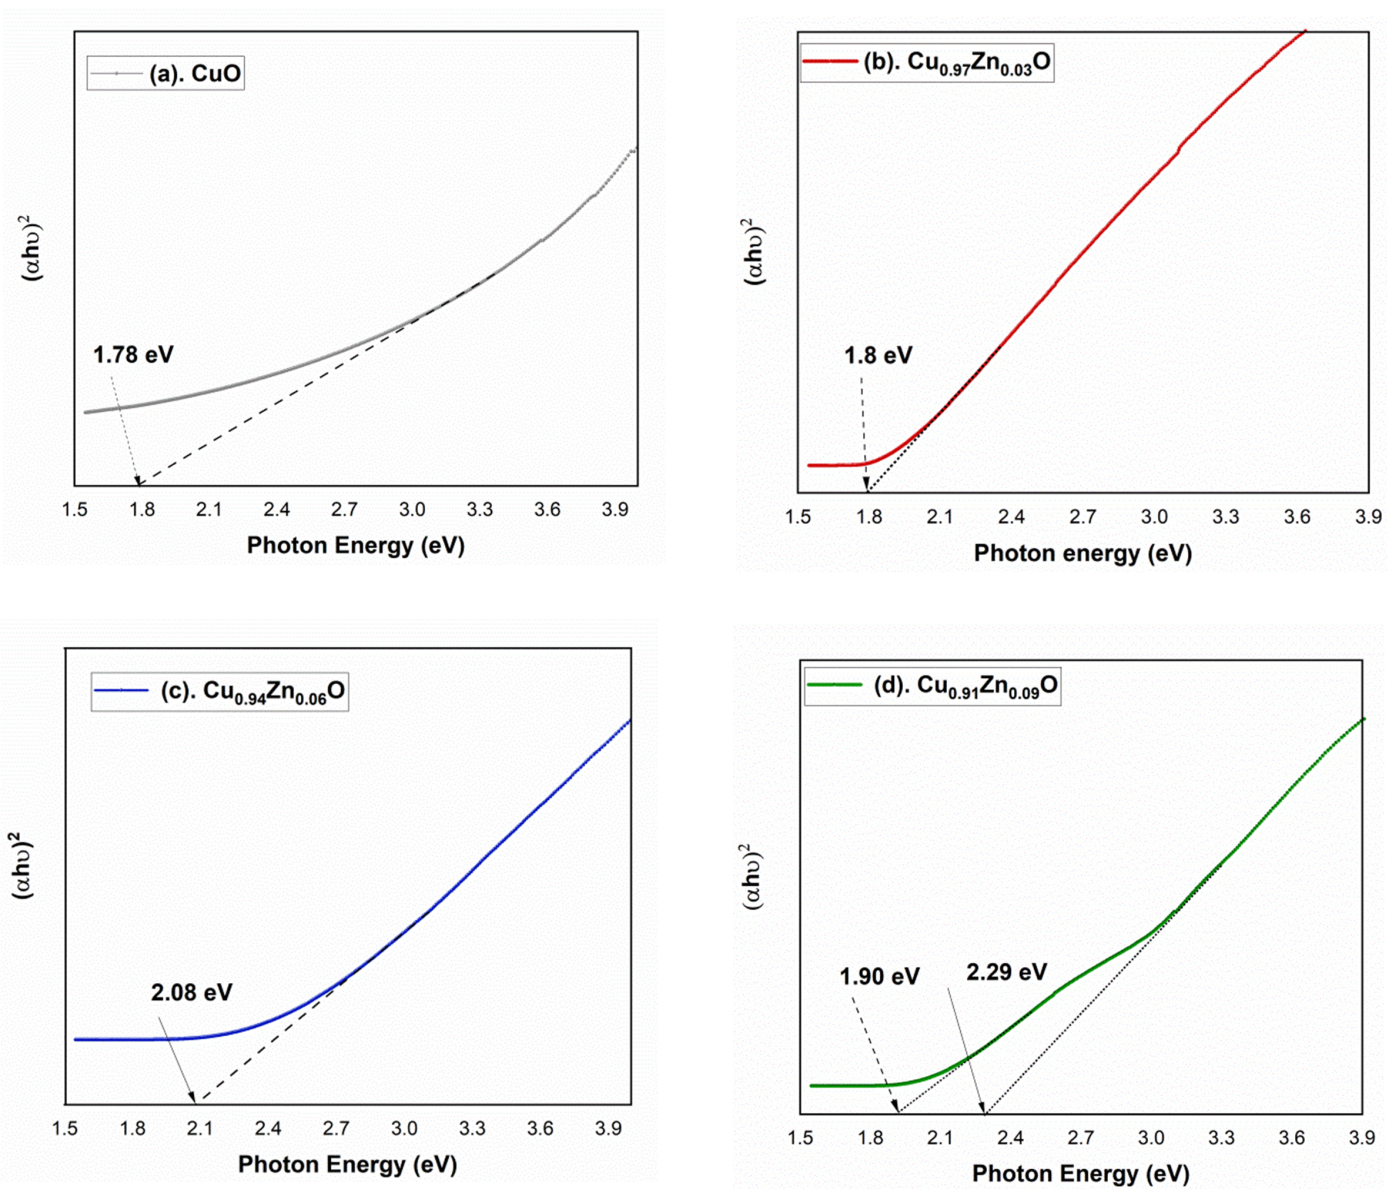 (a). CuO
(αhυ)²
1.78 eV
1.5 1.8 2.1 2.4 2.7 3.0 3.3 3.6 3.9
Photon Energy (eV)
(b). Cu₀.₉₇Zn₀.₀₃O
(αhυ)²
1.8 eV
1.5 1.8 2.1 2.4 2.7 3.0 3.3 3.6 3.9
Photon energy (eV)
(c). Cu₀.₉₄Zn₀.₀₆O
(αhυ)²
2.08 eV
1.5 1.8 2.1 2.4 2.7 3.0 3.3 3.6 3.9
Photon Energy (eV)
(d). Cu₀.₉₁Zn₀.₀₉O
(αhυ)²
1.90 eV
2.29 eV
1.5 1.8 2.1 2.4 2.7 3.0 3.3 3.6 3.9
Photon Energy (eV)